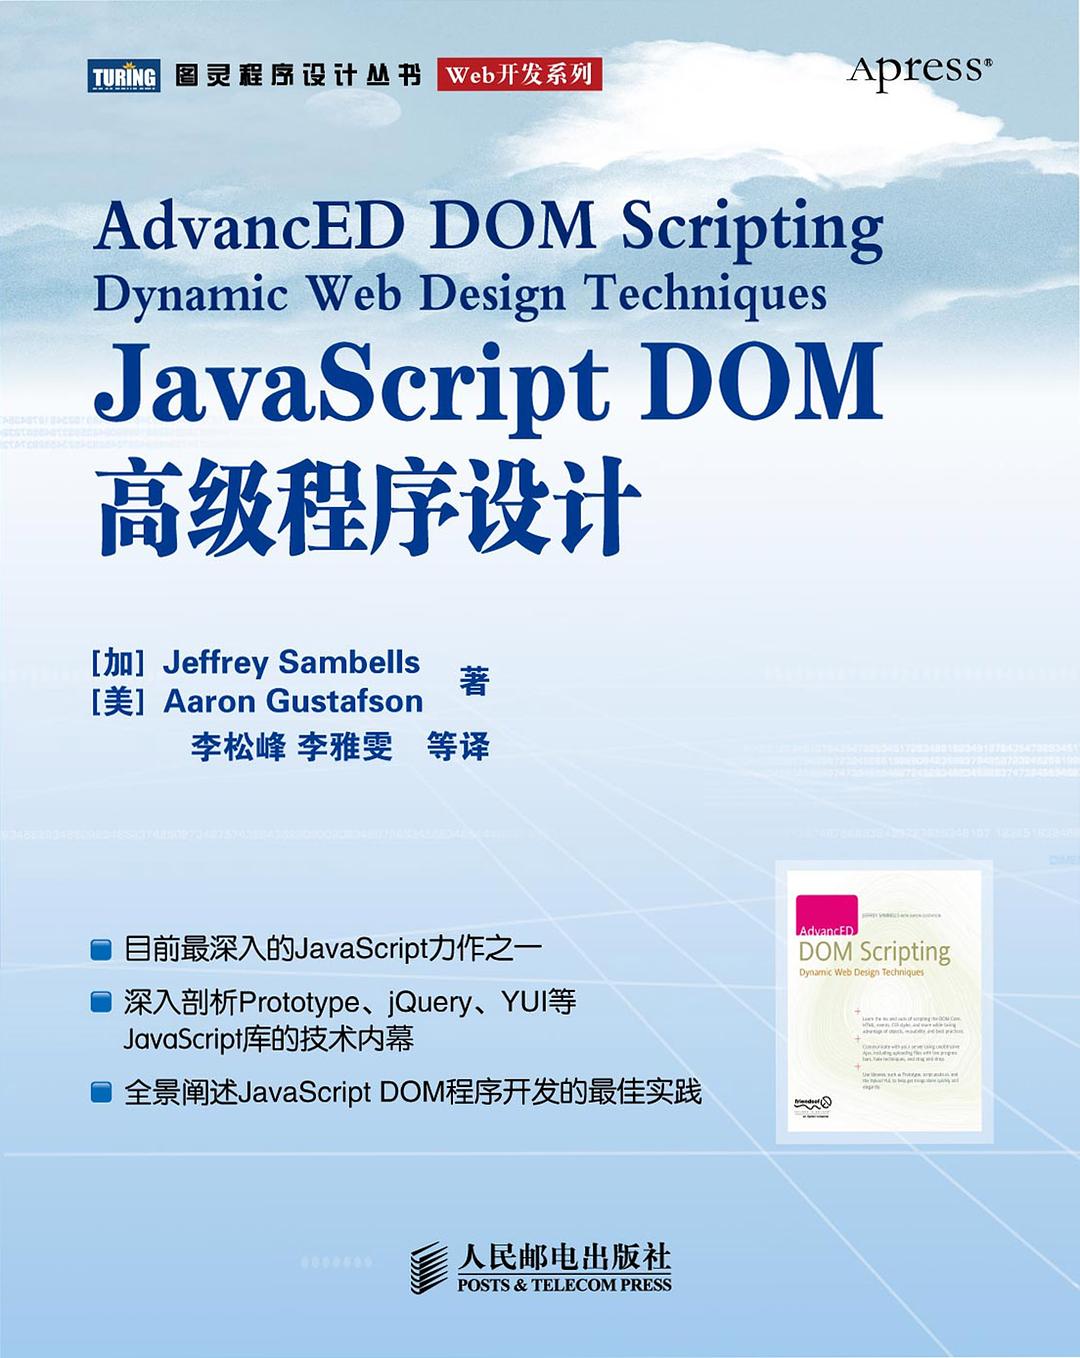 TURING 图灵程序设计丛书 Web开发系列 Apress®
AdvancED DOM Scripting
Dynamic Web Design Techniques
JavaScript DOM
高级程序设计
[加] Jeffrey Sambells
[美] Aaron Gustafson
著
李松峰 李雅雯 等译
目前最深入的JavaScript力作之一
深入剖析Prototype、jQuery、YUI等
JavaScript库的技术内幕
全景阐述JavaScript DOM程序开发的最佳实践
AdvancED
DOM Scripting
Dynamic Web Design Techniques
friendsof
人民邮电出版社
POSTS & TELECOM PRESS